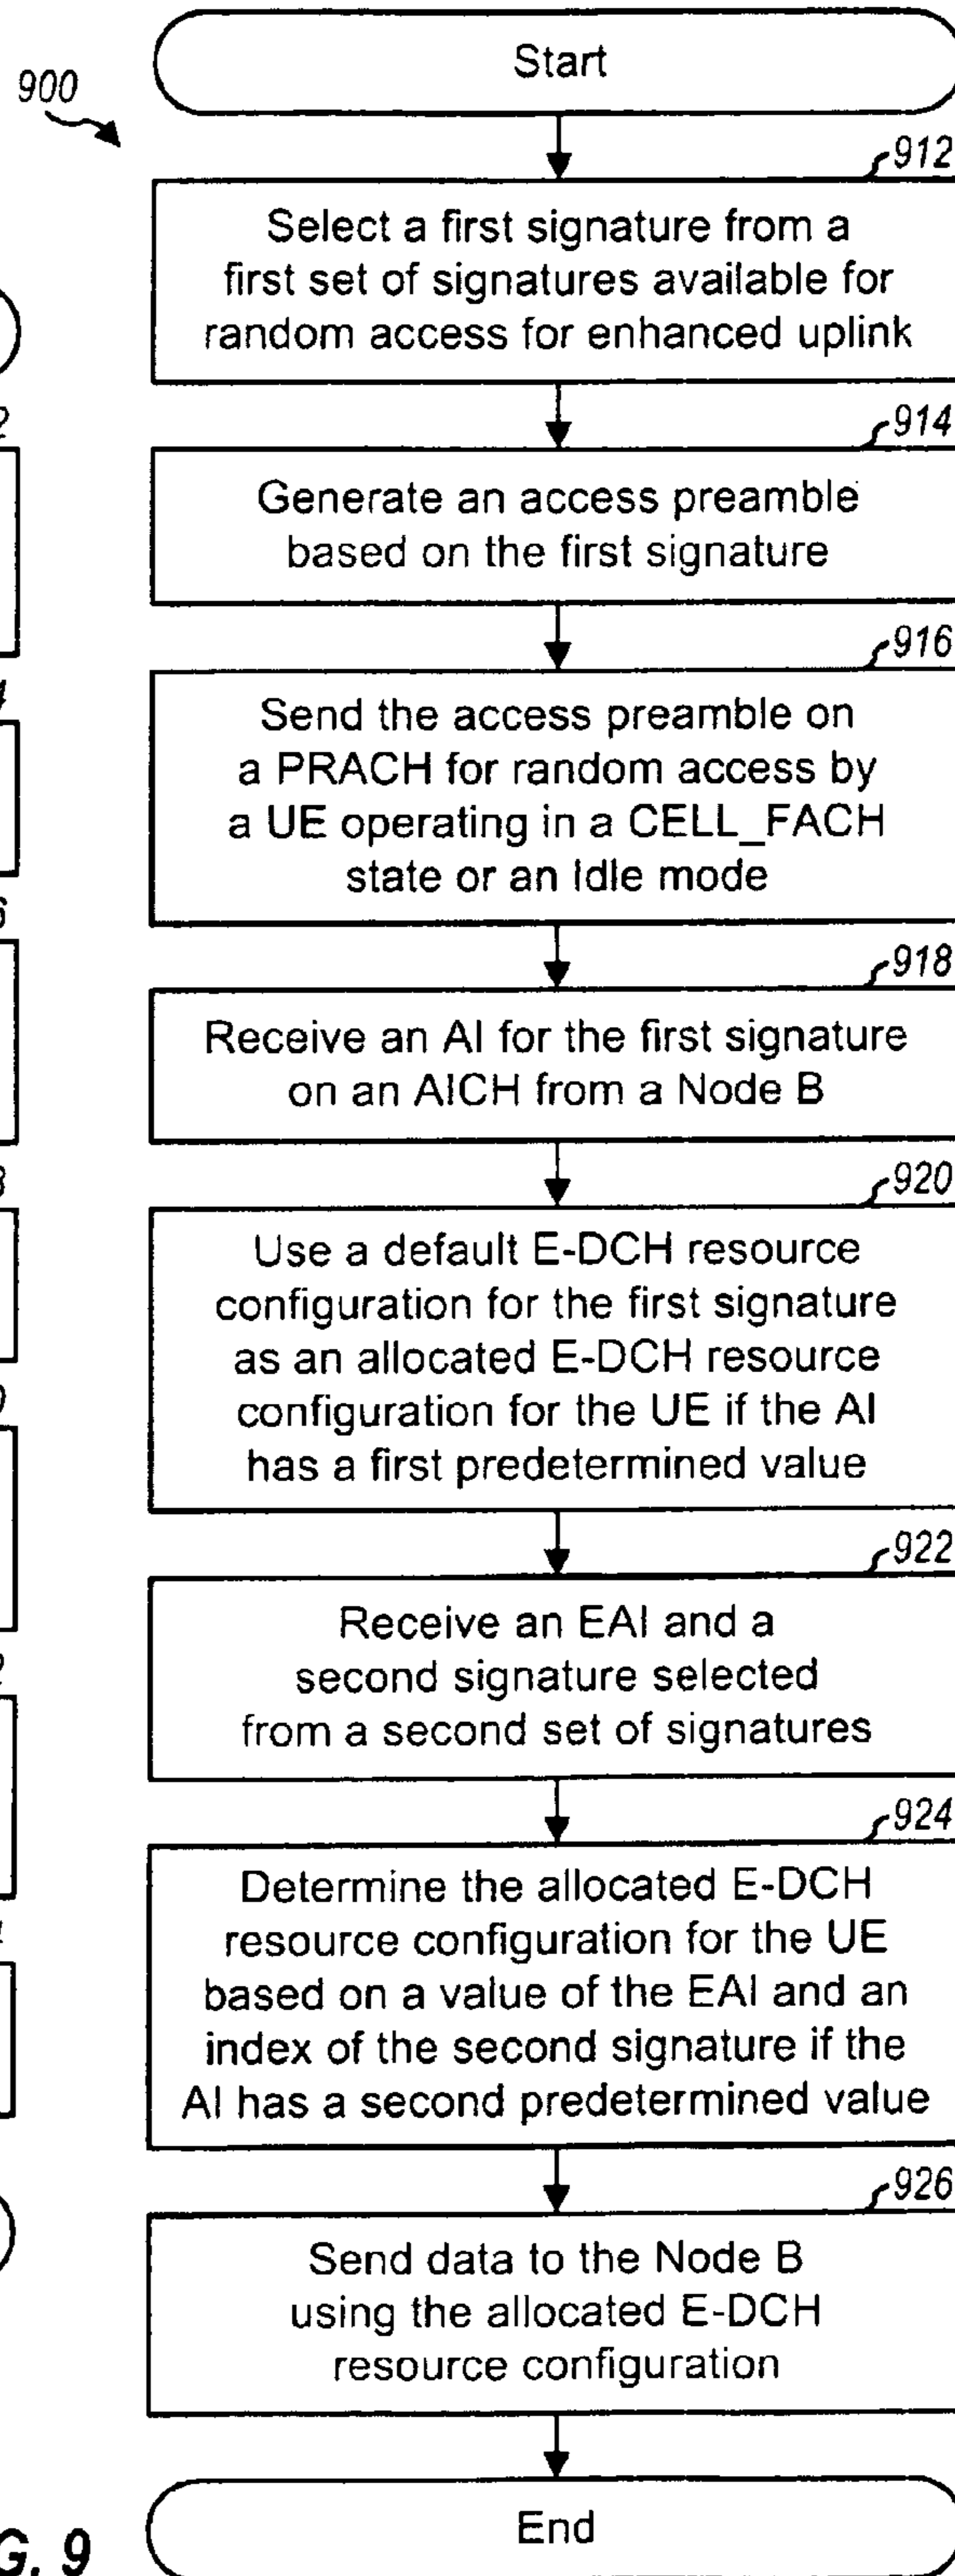 900
Start
912
Select a first signature from a
first set of signatures available for
random access for enhanced uplink
914
Generate an access preamble
based on the first signature
916
Send the access preamble on
a PRACH for random access by
a UE operating in a CELL_FACH
state or an Idle mode
918
Receive an AI for the first signature
on an AICH from a Node B
920
Use a default E-DCH resource
configuration for the first signature
as an allocated E-DCH resource
configuration for the UE if the AI
has a first predetermined value
922
Receive an EAI and a
second signature selected
from a second set of signatures
924
Determine the allocated E-DCH
resource configuration for the UE
based on a value of the EAI and an
index of the second signature if the
AI has a second predetermined value
926
Send data to the Node B
using the allocated E-DCH
resource configuration
End
G. 9